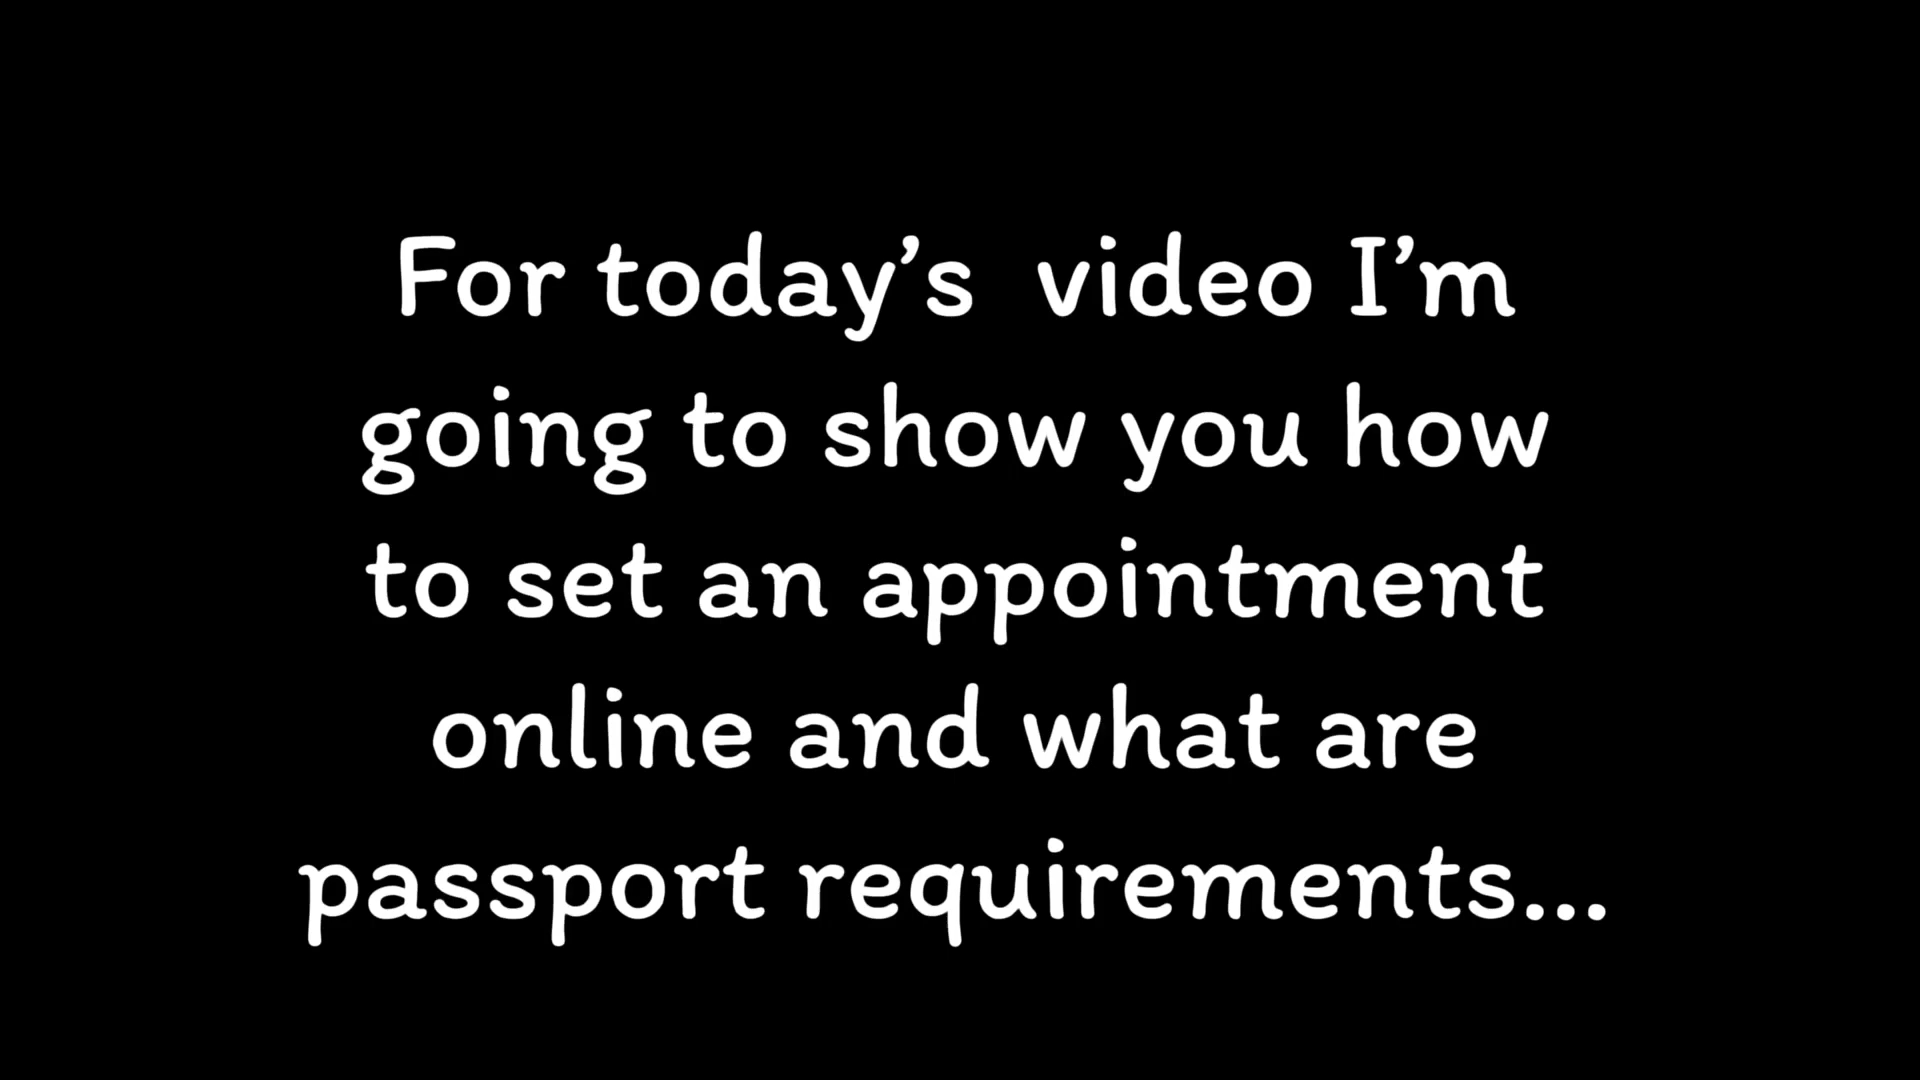 For today's  video I'm
going to show you how
to set an appointment
online and what are
passport requirements...